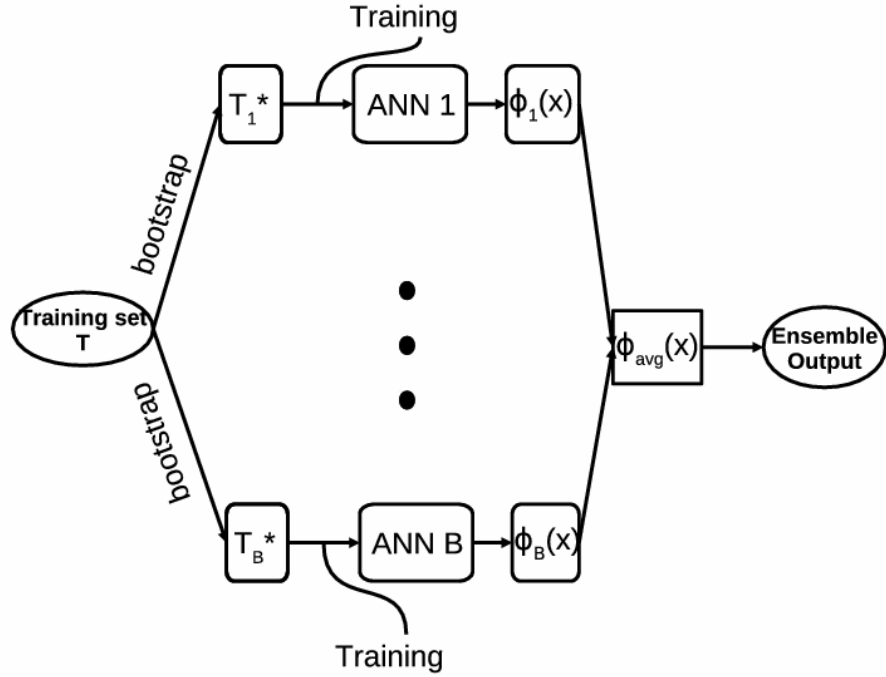 Training
T1*
ANN 1
ϕ1(x)
bootstrap
Training set
T
ϕavg(x)
Ensemble
Output
bootstrap
TB*
ANN B
ϕB(x)
Training